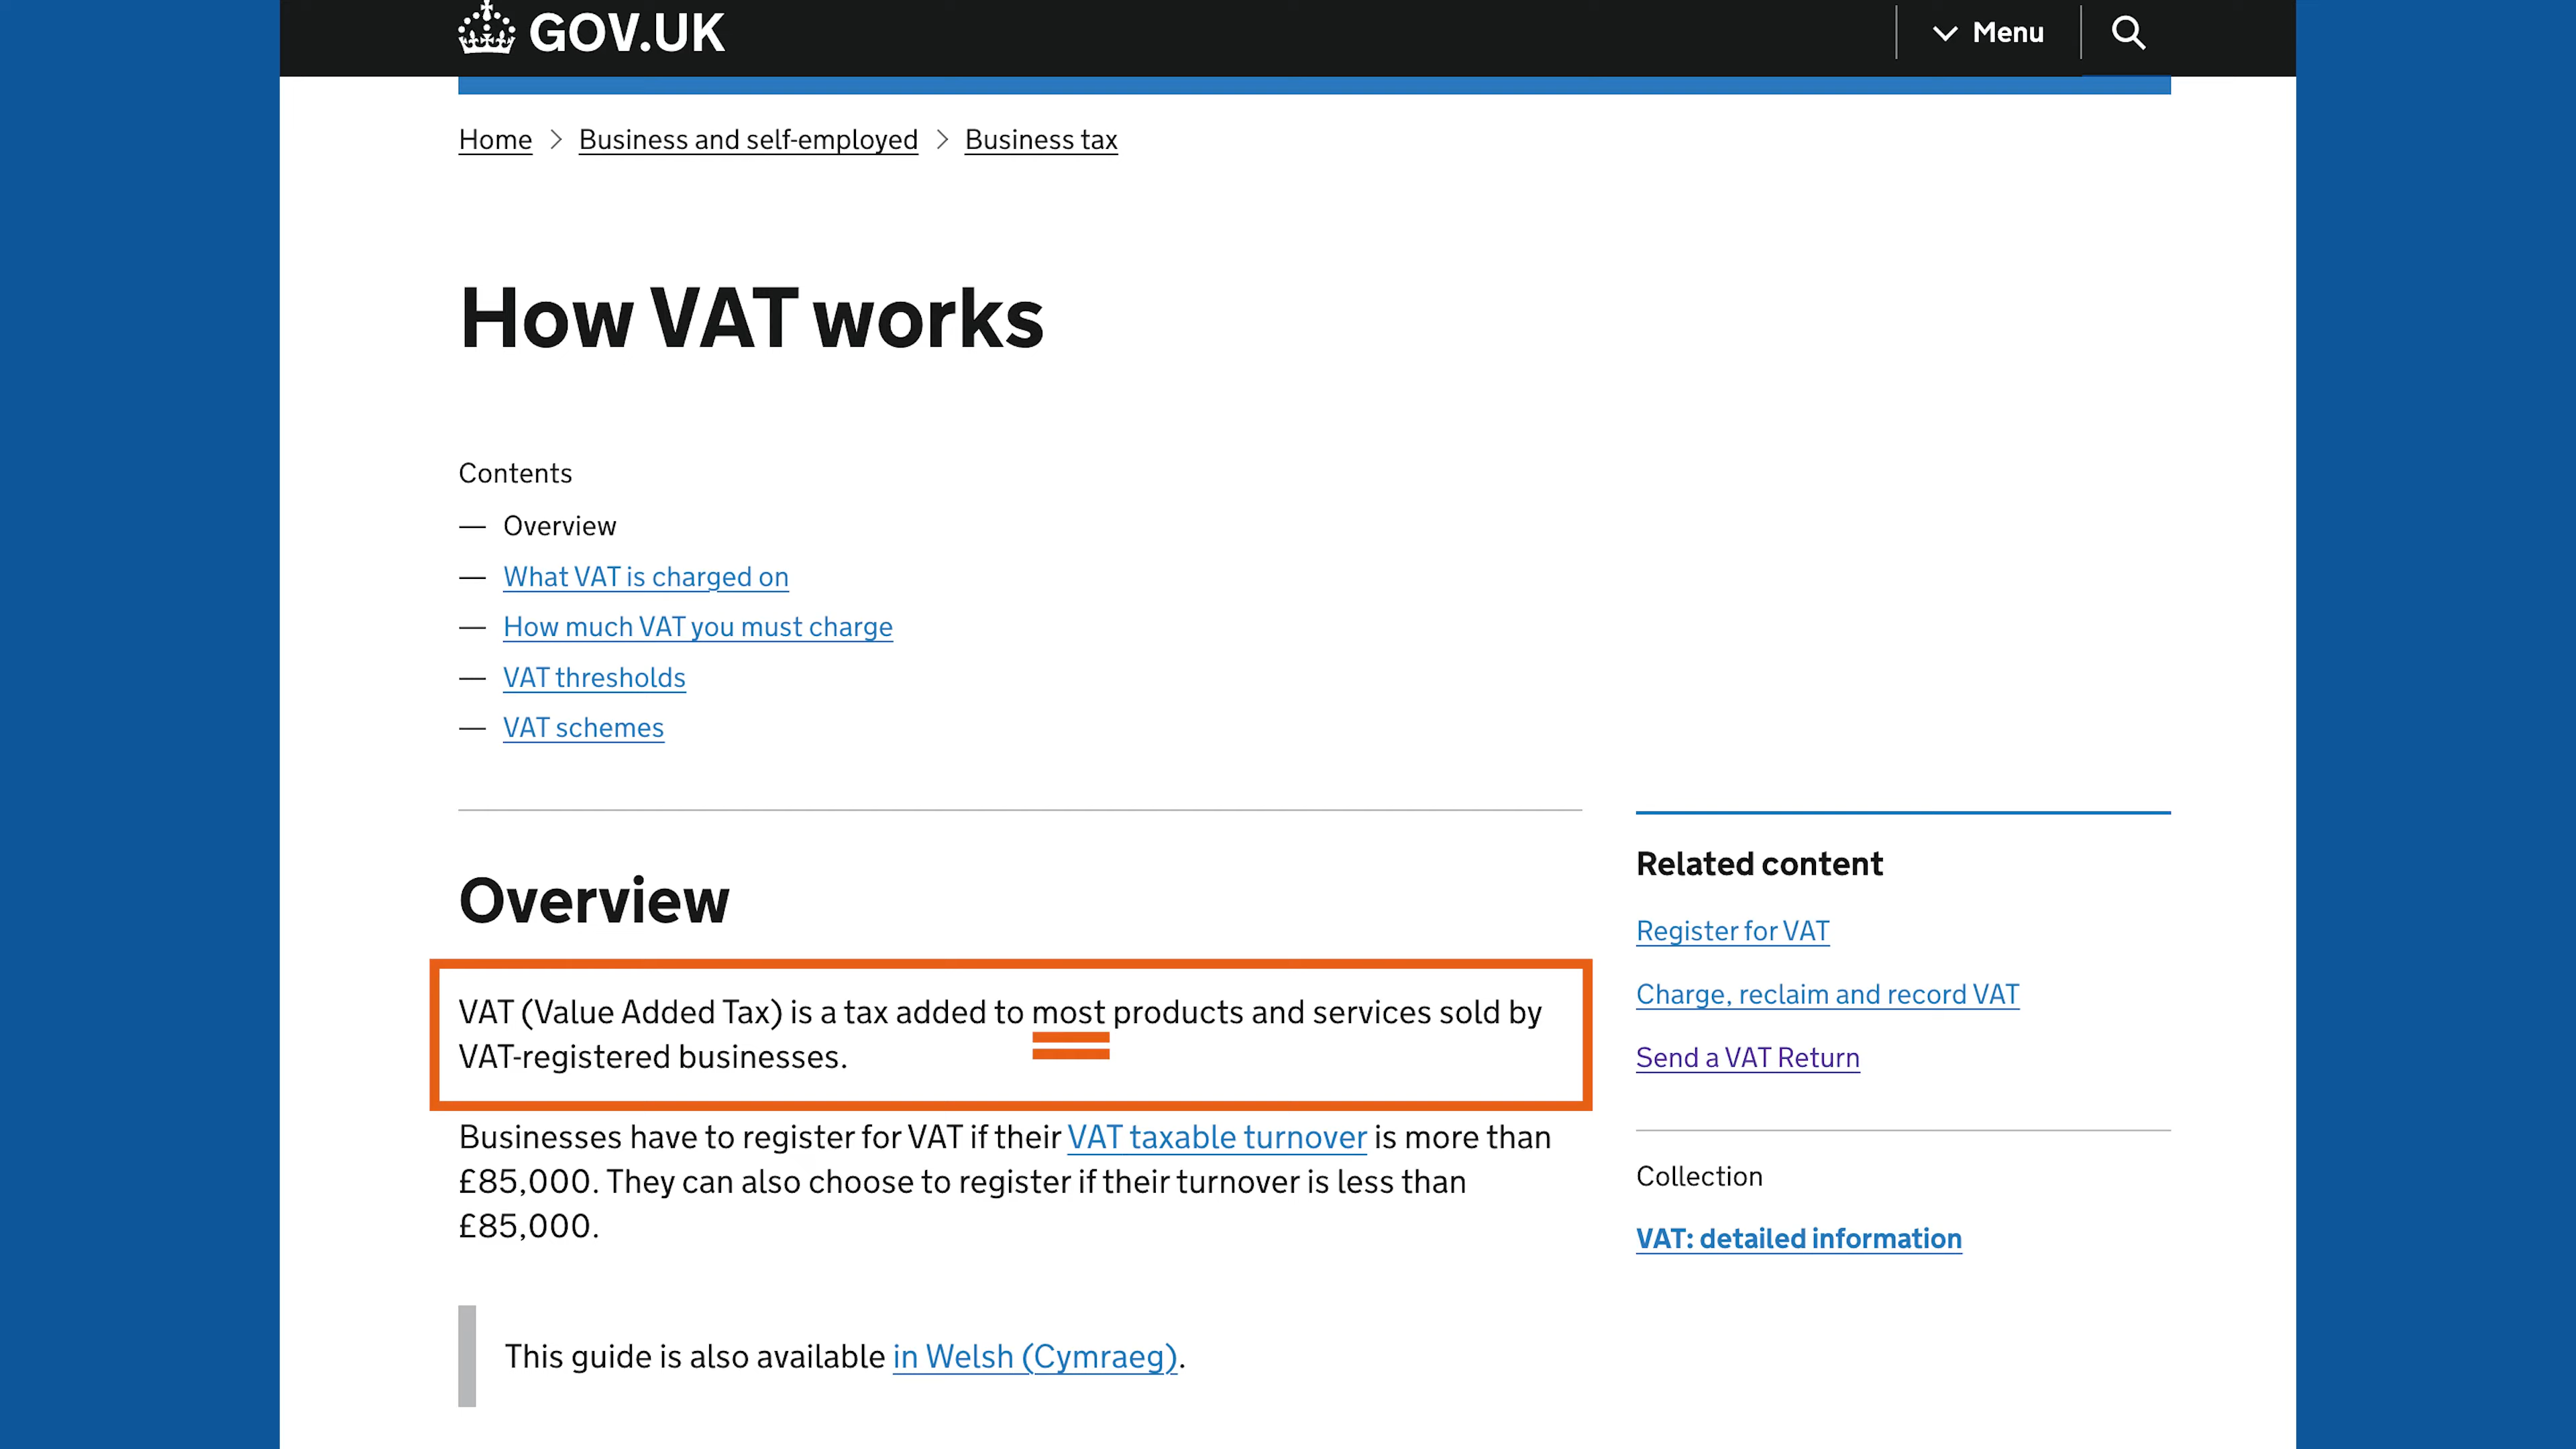 GOV.UK
Menu
Home
Business and self-employed
Business tax
How VAT works
Contents
— Overview
— What VAT is charged on
— How much VAT you must charge
— VAT thresholds
— VAT schemes
Overview
VAT (Value Added Tax) is a tax added to most products and services sold by
VAT-registered businesses.
Businesses have to register for VAT if their VAT taxable turnover is more than
£85,000. They can also choose to register if their turnover is less than
£85,000.
This guide is also available in Welsh (Cymraeg).
Related content
Register for VAT
Charge, reclaim and record VAT
Send a VAT Return
Collection
VAT: detailed information